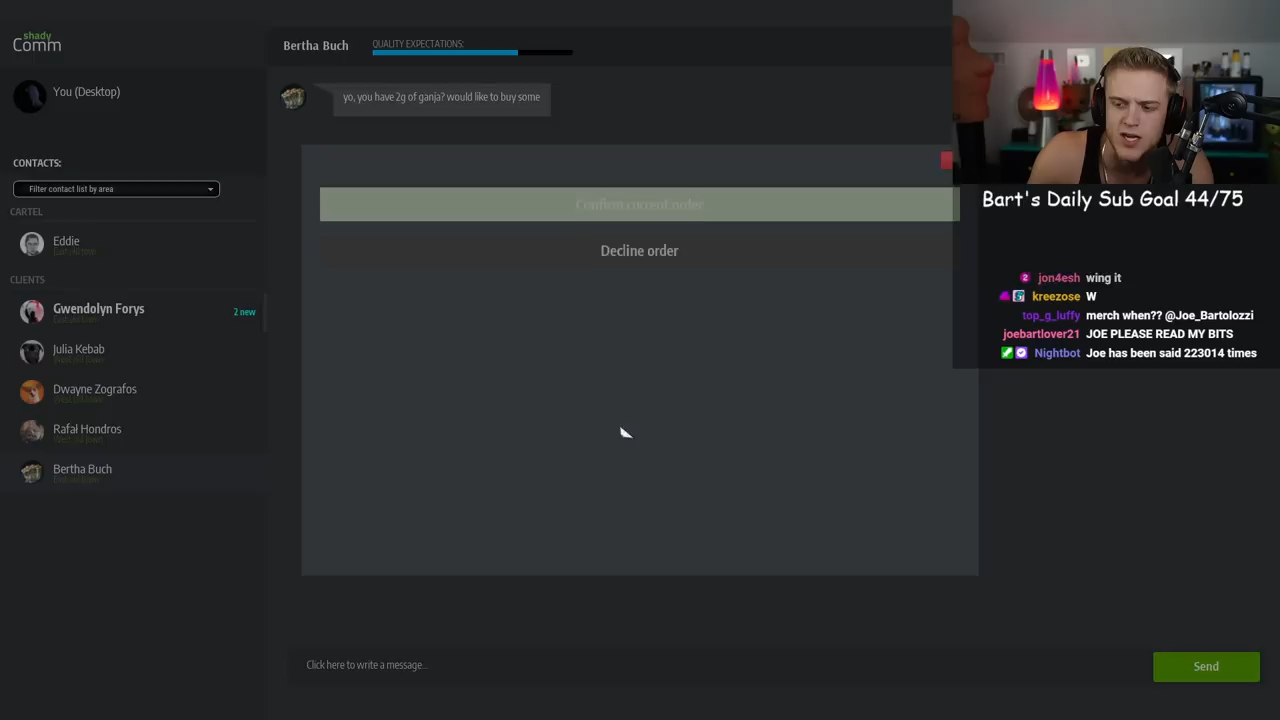 shady
Comm
Bertha Buch
QUALITY EXPECTATIONS:
You (Desktop)
yo, you have 2g of ganja? would like to buy some
CONTACTS:
Filter contact list by area
CARTEL
Eddie
CLIENTS
Gwendolyn Forys
2 new
Julia Kebab
Dwayne Zografos
Rafal Hondros
Bertha Buch
Confirm current order
Decline order
Click here to write a message...
Send
Bart's Daily Sub Goal 44/75
2 jon4esh wing it
kreezose W
top_g_luffy merch when?? @Joe_Bartolozzi
joebartlover21 JOE PLEASE READ MY BITS
Nightbot Joe has been said 223014 times